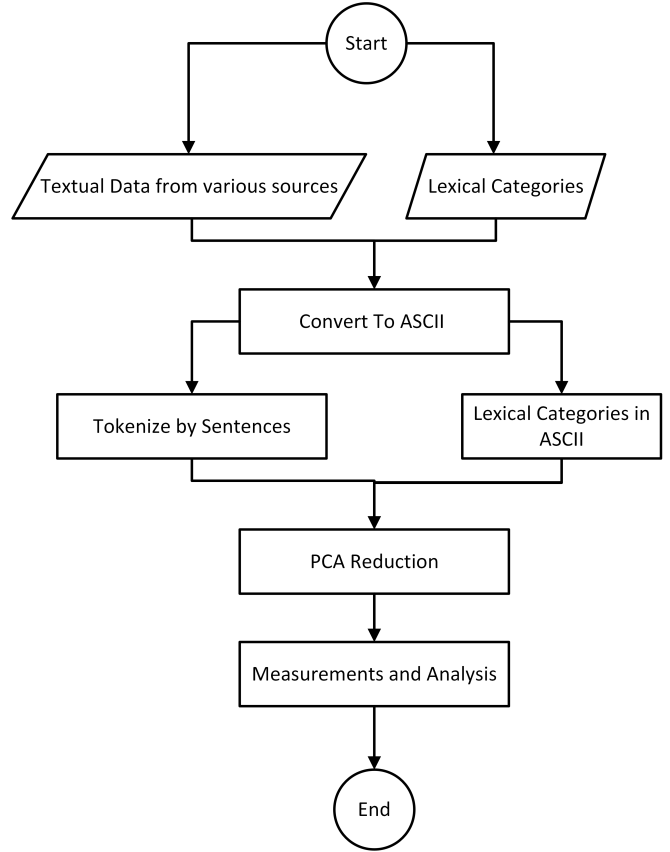 Start
Textual Data from various sources
Lexical Categories
Convert To ASCII
Tokenize by Sentences
Lexical Categories in
ASCII
PCA Reduction
Measurements and Analysis
End